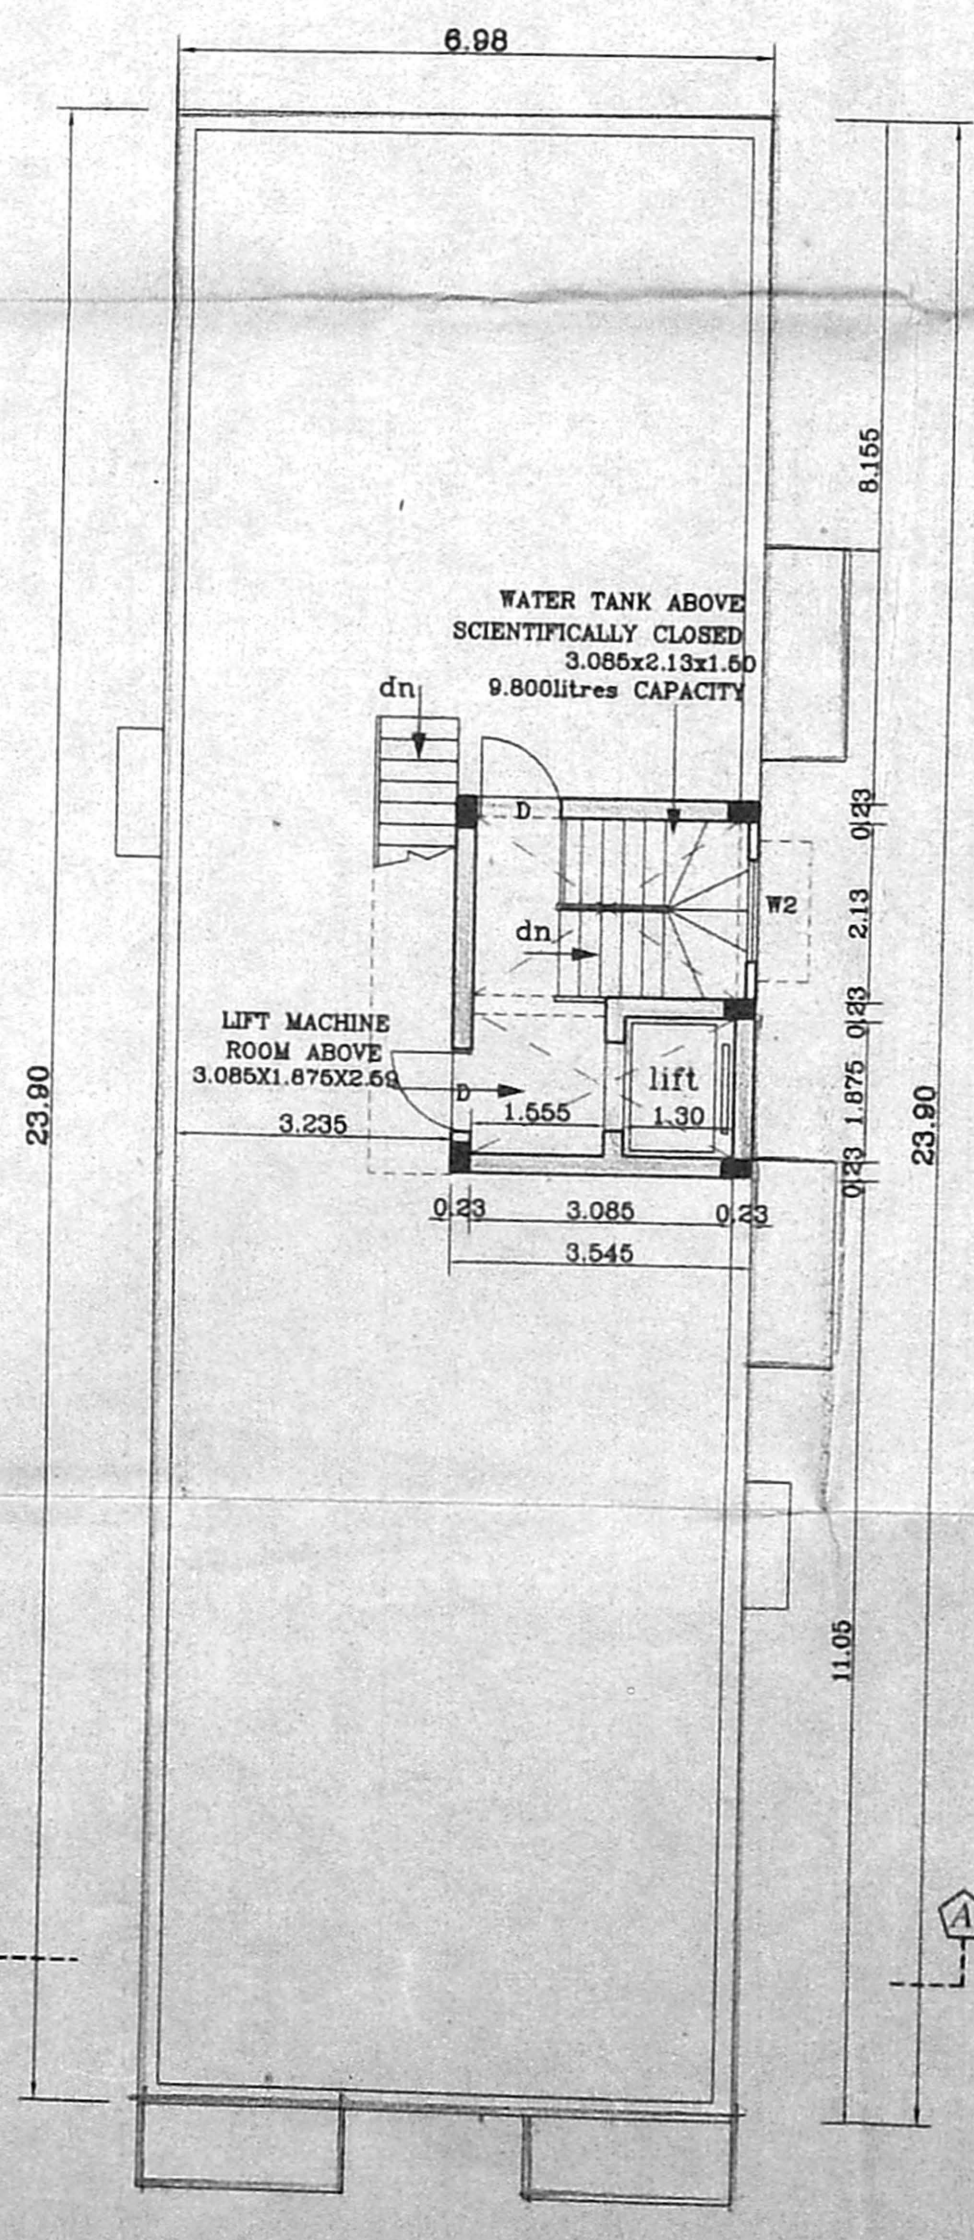 6.98
8.155
WATER TANK ABOVE
SCIENTIFICALLY CLOSED
3.085x2.13x1.50
9.800litres CAPACITY
dn
D
0.23
W2
2.13
dn
0.23
LIFT MACHINE
ROOM ABOVE
3.085X1.875X2.59
D
lift
1.555
1.30
1.875
23.90
23.90
3.235
0.23
0.23
3.085
0.23
3.545
11.05
A